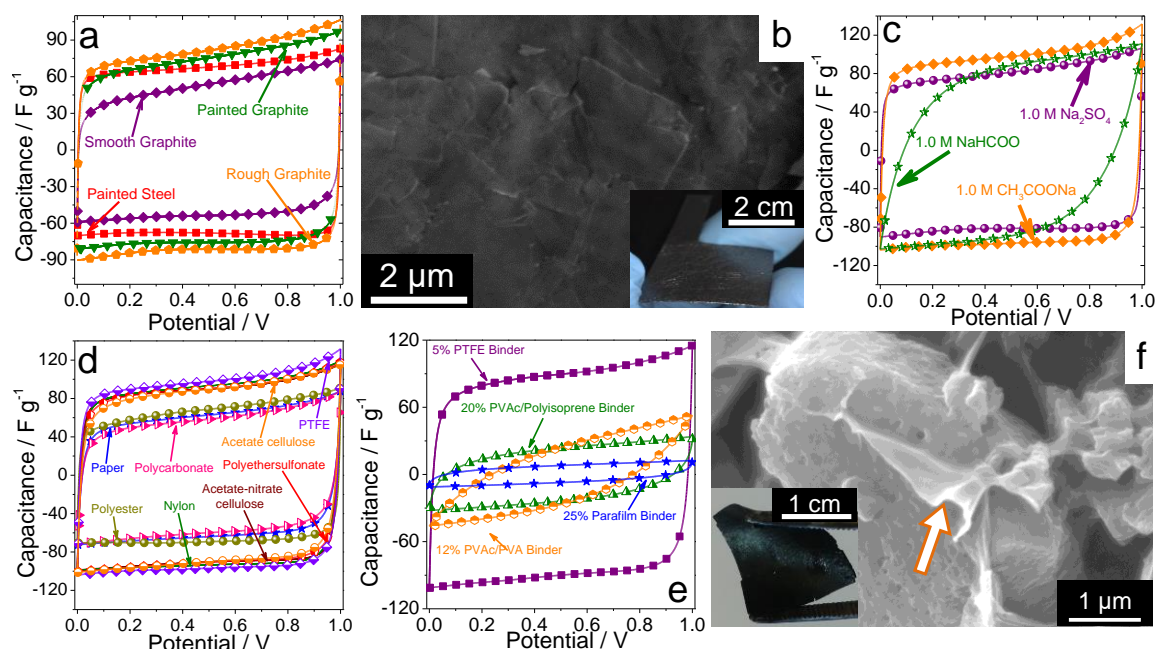 a
Capacitance / F g⁻¹
90
60
30
0
-30
-60
-90
Painted Graphite
Smooth Graphite
Painted Steel
Rough Graphite
0.0 0.2 0.4 0.6 0.8 1.0
Potential / V
b
2 cm
2 μm
c
Capacitance / F g⁻¹
120
80
40
0
-40
-80
-120
1.0 M Na₂SO₄
1.0 M NaHCOO
1.0 M CH₃COONa
0.0 0.2 0.4 0.6 0.8 1.0
Potential / V
d
Capacitance / F g⁻¹
120
80
40
0
-40
-80
-120
PTFE
Acetate cellulose
Paper
Polycarbonate
Polyethersulfonate
Acetate-nitrate
cellulose
Polyester
Nylon
0.0 0.2 0.4 0.6 0.8 1.0
Potential / V
Capacitance / F g⁻¹
120
60
0
-60
-120
5% PTFE Binder
20% PVAc/Polyisoprene Binder
25% Parafilm Binder
12% PVAc/PVA Binder
e
0.0 0.2 0.4 0.6 0.8 1.0
Potential / V
f
1 cm
1 μm